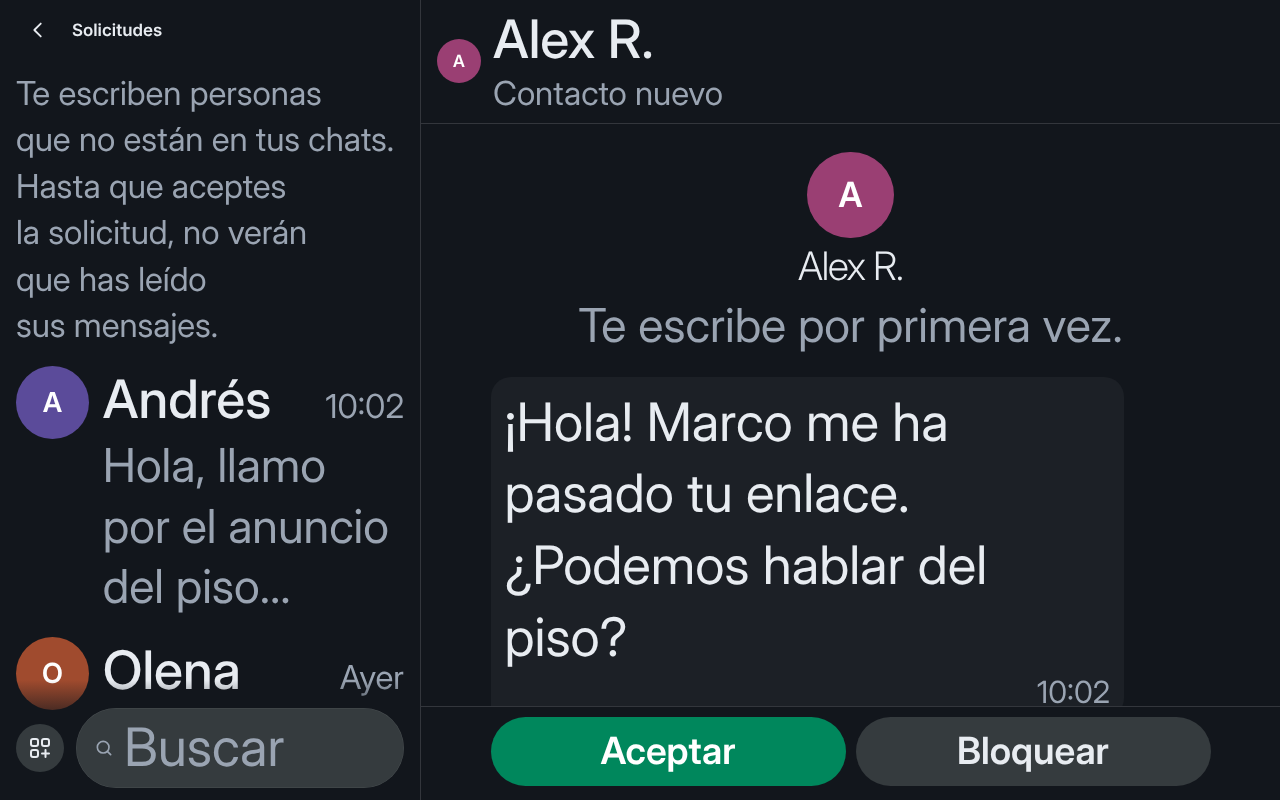 Solicitudes
Te escriben personas
que no están en tus chats.
Hasta que aceptes
la solicitud, no verán
que has leído
sus mensajes.
A
Andrés
10:02
Hola, llamo
por el anuncio
del piso...
O
Olena
Ayer
Buscar
A
Alex R.
Contacto nuevo
A
Alex R.
Te escribe por primera vez.
¡Hola! Marco me ha
pasado tu enlace.
¿Podemos hablar del
piso?
10:02
Aceptar
Bloquear